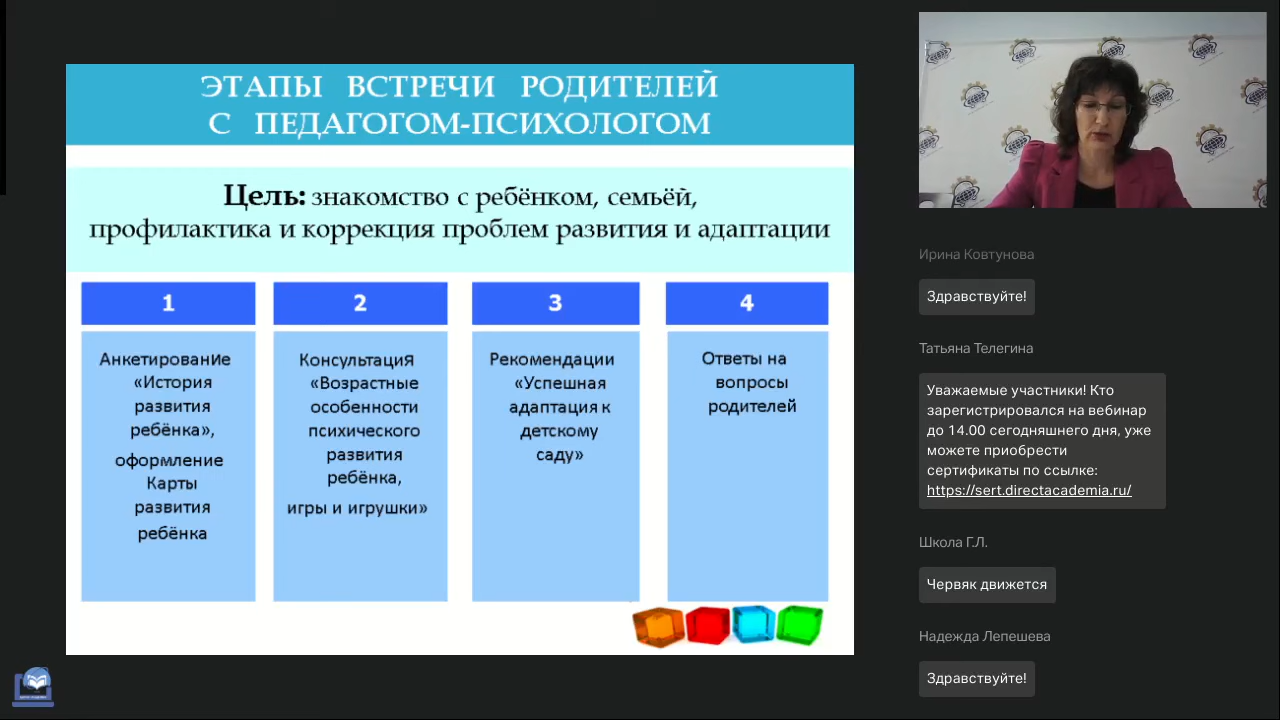 ЭТАПЫ ВСТРЕЧИ РОДИТЕЛЕЙ
С ПЕДАГОГОМ-ПСИХОЛОГОМ
Цель: знакомство с ребёнком, семьёй,
профилактика и коррекция проблем развития и адаптации
1
Анкетирование
«История
развития
ребёнка»,
оформление
Карты
развития
ребёнка
2
Консультация
«Возрастные
особенности
психического
развития
ребёнка,
игры и игрушки»
3
Рекомендации
«Успешная
адаптация к
детскому
саду»
4
Ответы на
вопросы
родителей
Ирина Ковтунова
Здравствуйте!
Татьяна Телегина
Уважаемые участники! Кто
зарегистрировался на вебинар
до 14.00 сегодняшнего дня, уже
можете приобрести
сертификаты по ссылке:
https://sert.directacademia.ru/
Школа Г.Л.
Червяк движется
Надежда Лепешева
Здравствуйте!